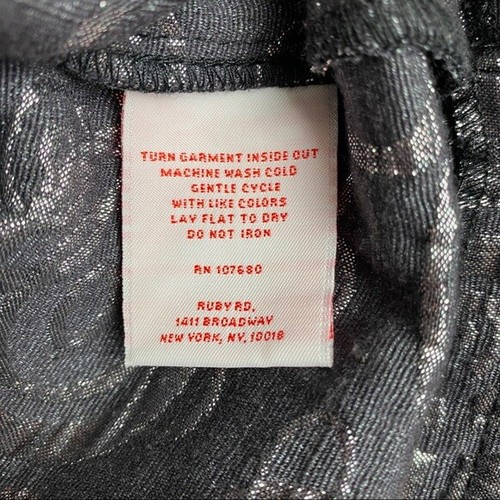 TURN GARMENT INSIDE OUT
MACHINE WASH COLD
GENTLE CYCLE
WITH LIKE COLORS
LAY FLAT TO DRY
DO NOT IRON
RN 107680
RUBY RD.
1411 BROADWAY
NEW YORK, NY, 10018